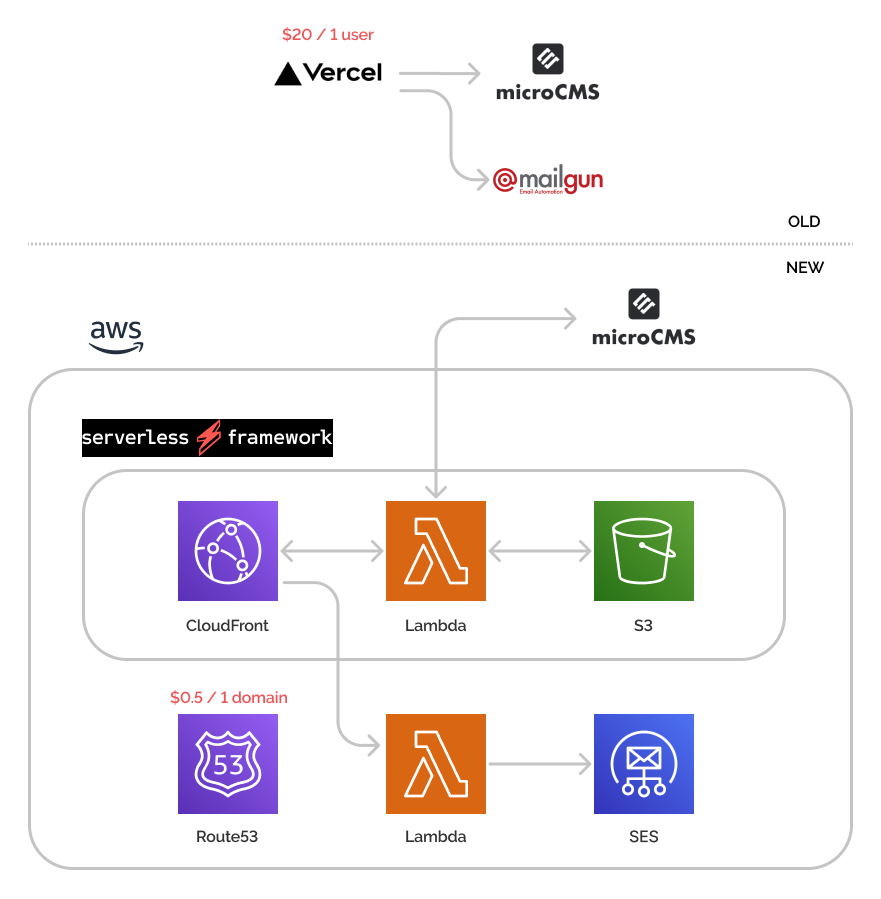 $20 / 1 user
Vercel
microCMS
@mailgun
Email Automation
OLD
NEW
microCMS
aws
serverless framework
CloudFront
Lambda
S3
$0.5 / 1 domain
53
Route53
Lambda
SES